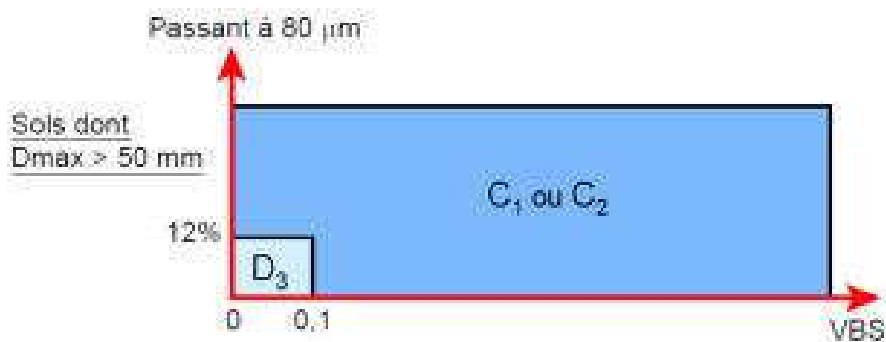 Passant à 80 µm
Sols dont
Dmax > 50 mm
C₁ ou C₂
12%
D₃
0
0,1
VBS